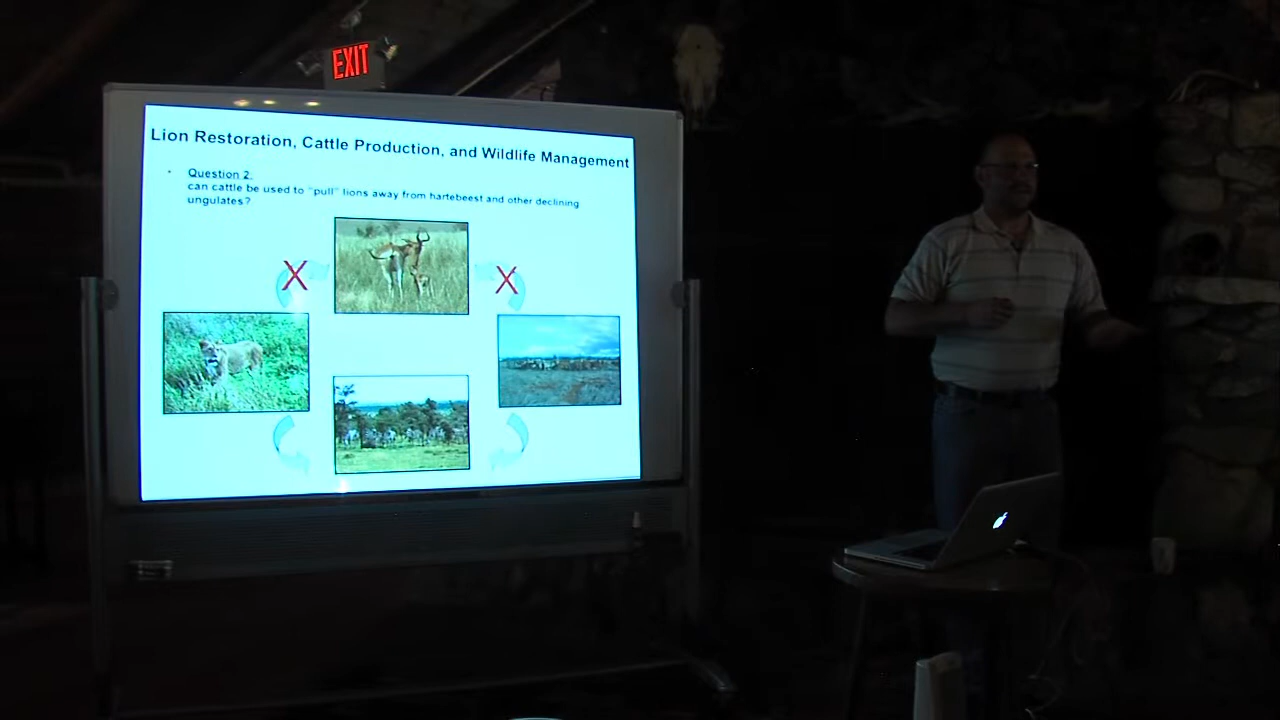 EXIT
Lion Restoration, Cattle Production, and Wildlife Management
• Question 2.
can cattle be used to "pull" lions away from hartebeest and other declining
ungulates?
X X